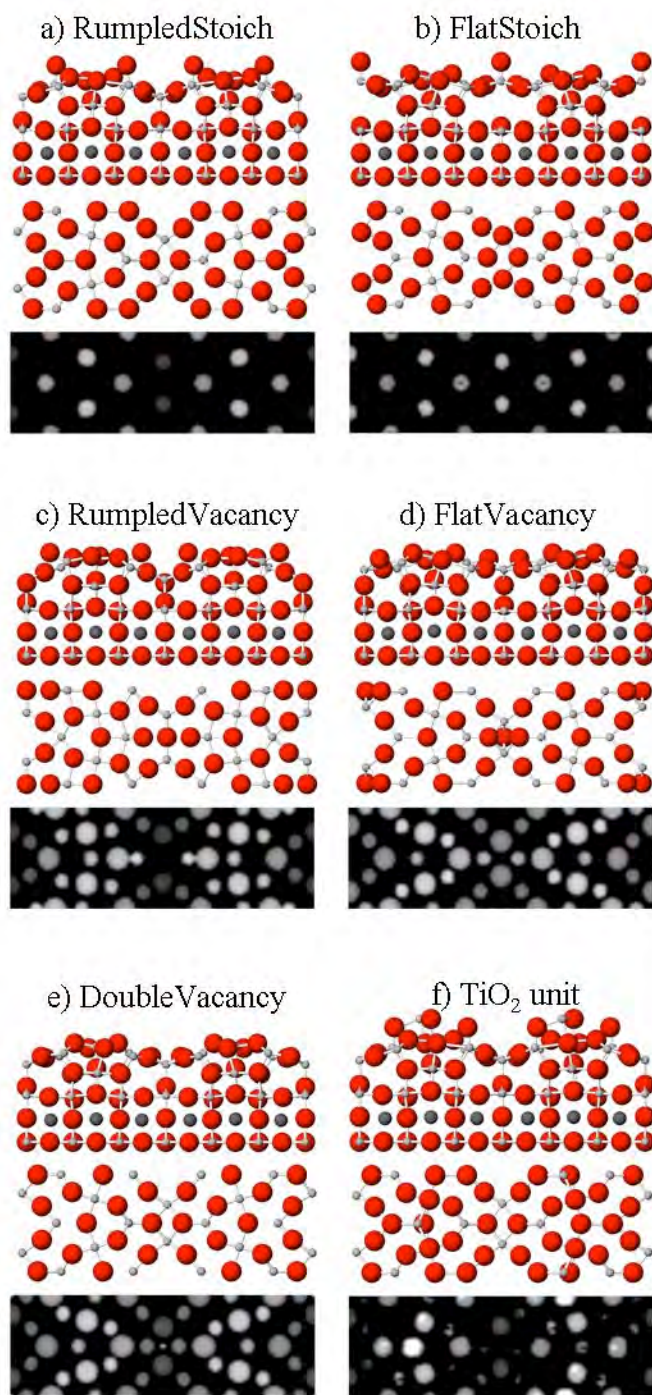 a) RumpledStoich
b) FlatStoich
c) RumpledVacancy
d) FlatVacancy
e) DoubleVacancy
f) TiO₂ unit